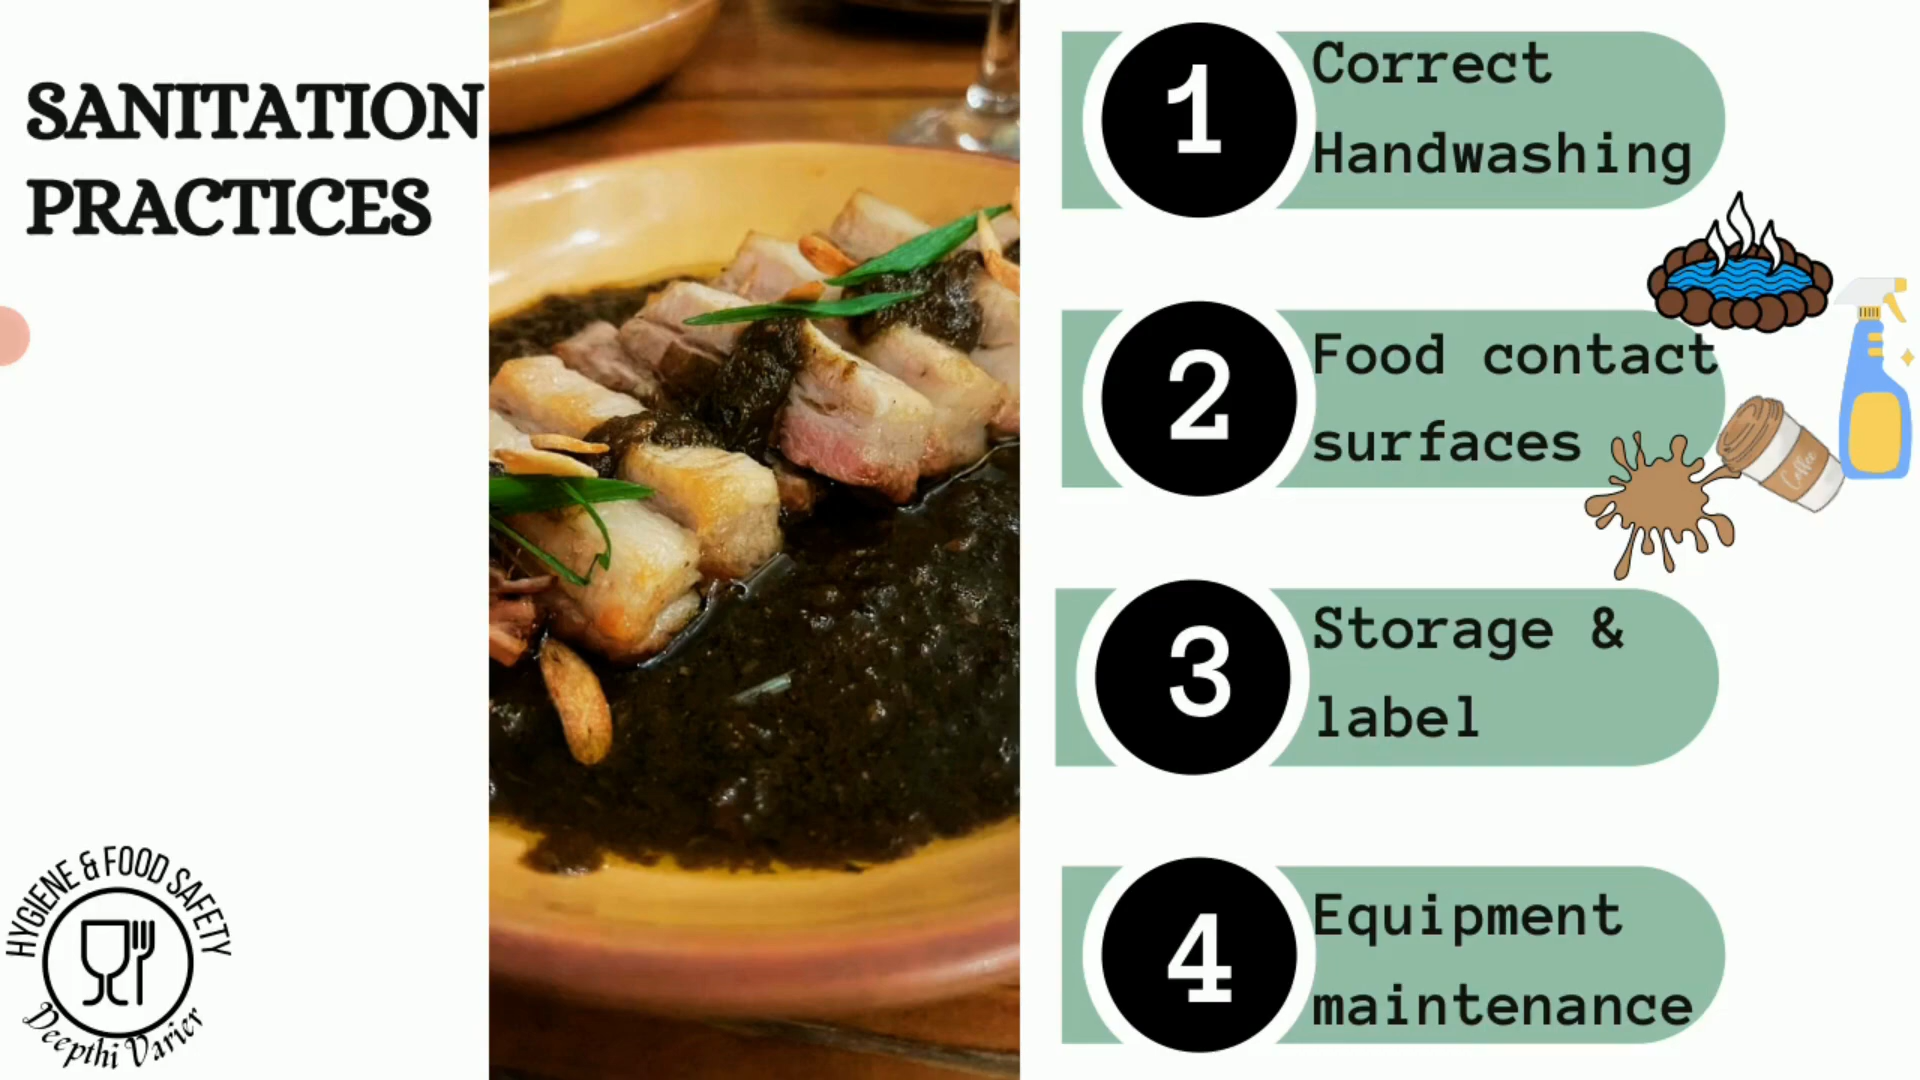 SANITATION
PRACTICES
1
Correct
Handwashing
2
Food contact
surfaces
Coffee
3
Storage &
label
4
Equipment
maintenance
HYGIENE & FOOD SAFETY
Deepthi Varier